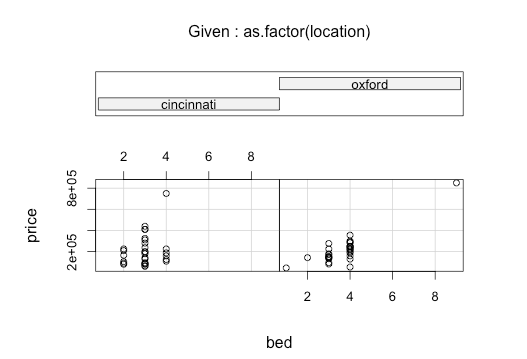 Given : as.factor(location)
oxford
cincinnati
2 4 6 8
price
2e+05 8e+05
2 4 6 8
bed